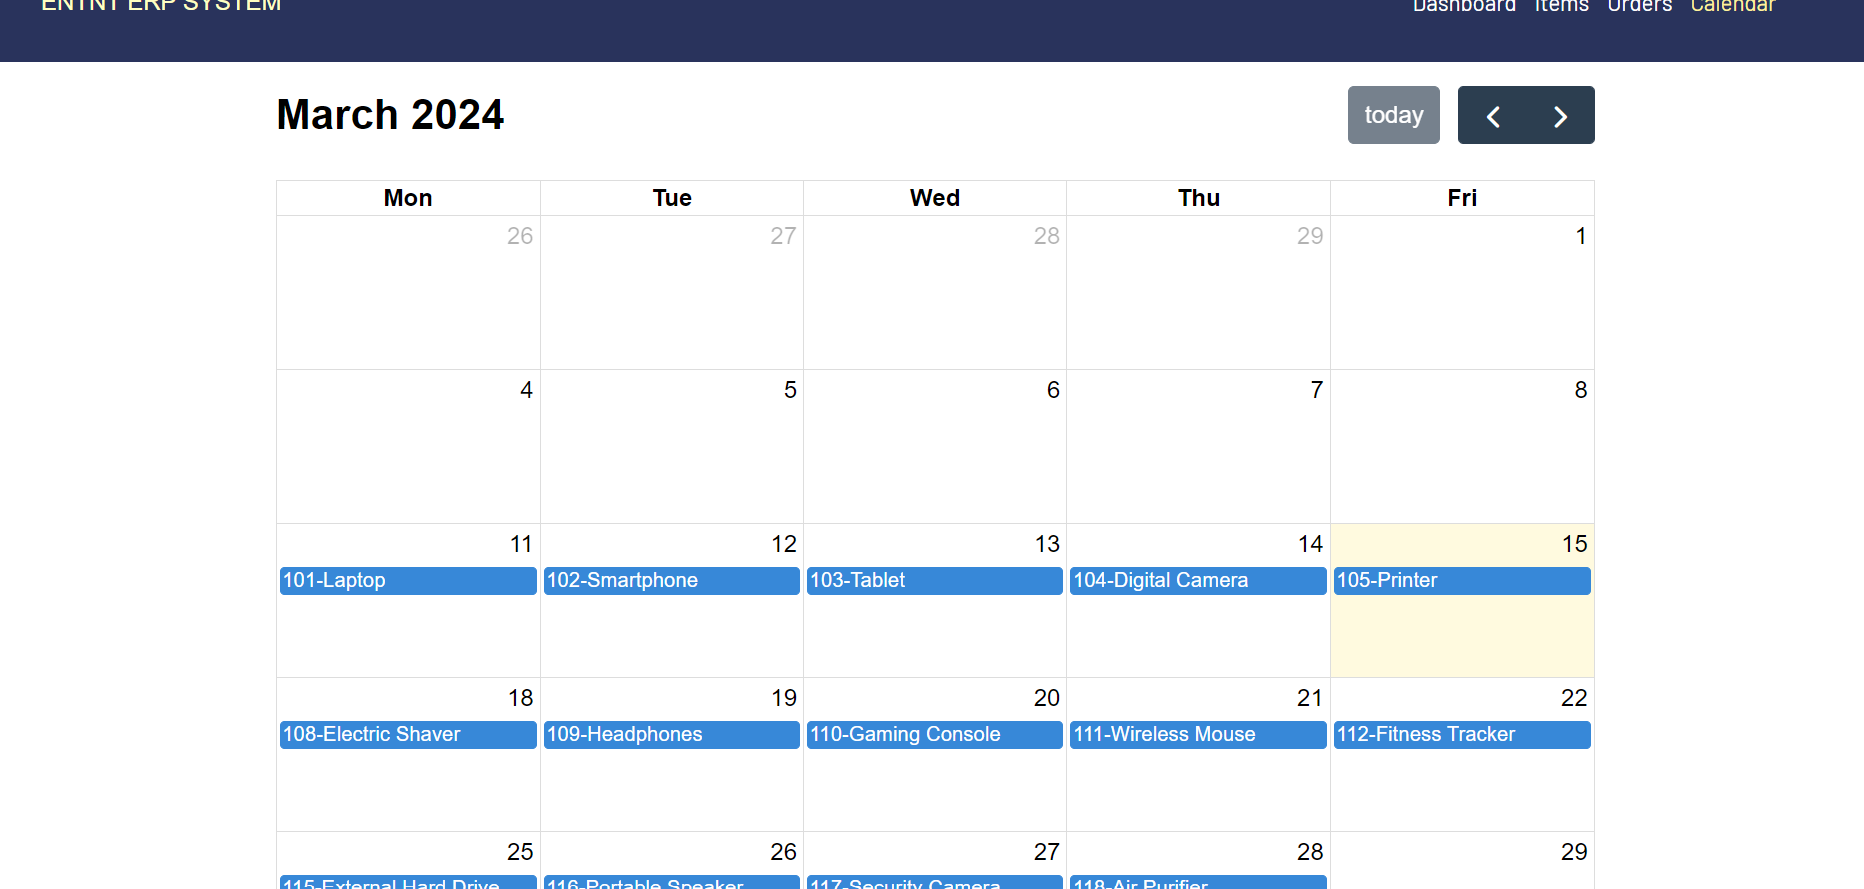 ENTNT ERP SYSTEM
Dashboard Items Orders Calendar
March 2024
today
Mon Tue Wed Thu Fri
26 27 28 29 1
4 5 6 7 8
11 12 13 14 15
101-Laptop 102-Smartphone 103-Tablet 104-Digital Camera 105-Printer
18 19 20 21 22
108-Electric Shaver 109-Headphones 110-Gaming Console 111-Wireless Mouse 112-Fitness Tracker
25 26 27 28 29
115-External Hard Drive 116-Portable Speaker 117-Security Camera 118-Air Purifier